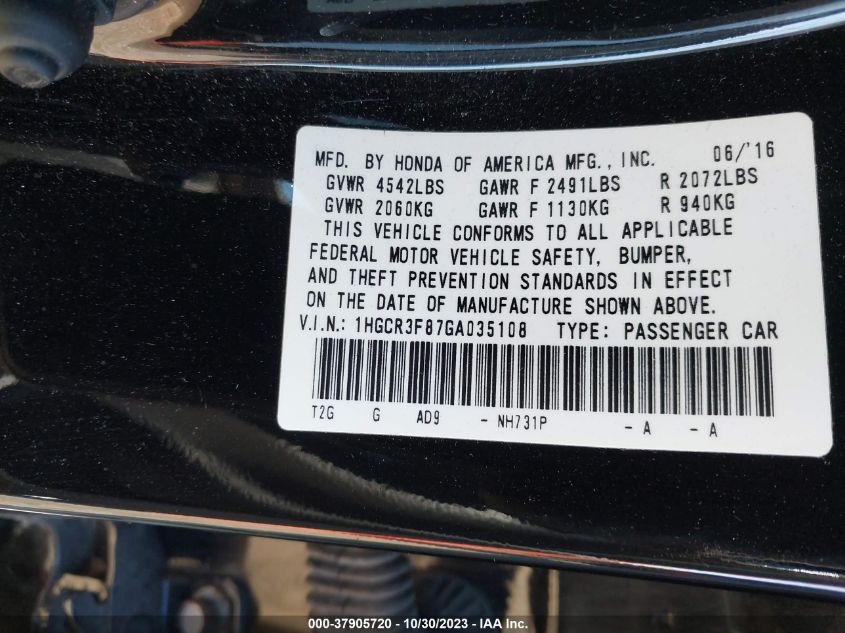 MFD. BY HONDA OF AMERICA MFG., INC. 06/'16
GVWR 4542LBS GAWR F 2491LBS R 2072LBS
GVWR 2060KG GAWR F 1130KG R 940KG
THIS VEHICLE CONFORMS TO ALL APPLICABLE
FEDERAL MOTOR VEHICLE SAFETY, BUMPER,
AND THEFT PREVENTION STANDARDS IN EFFECT
ON THE DATE OF MANUFACTURE SHOWN ABOVE.
V.I.N.: 1HGCR3F87GA035108 TYPE: PASSENGER CAR
T2G G AD9 - NH731P - A - A
000-37905720 - 10/30/2023 - IAA Inc.